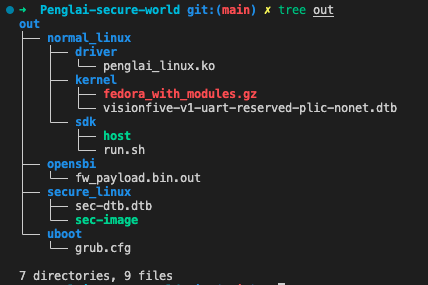 → Penglai-secure-world git:(main) ✗ tree out
out
├── normal_linux
│   ├── driver
│   │   └── penglai_linux.ko
│   ├── kernel
│   │   ├── fedora_with_modules.gz
│   │   └── visionfive-v1-uart-reserved-plic-nonet.dtb
│   └── sdk
│       ├── host
│       └── run.sh
├── opensbi
│   └── fw_payload.bin.out
├── secure_linux
│   ├── sec-dtb.dtb
│   └── sec-image
└── uboot
    └── grub.cfg
7 directories, 9 files